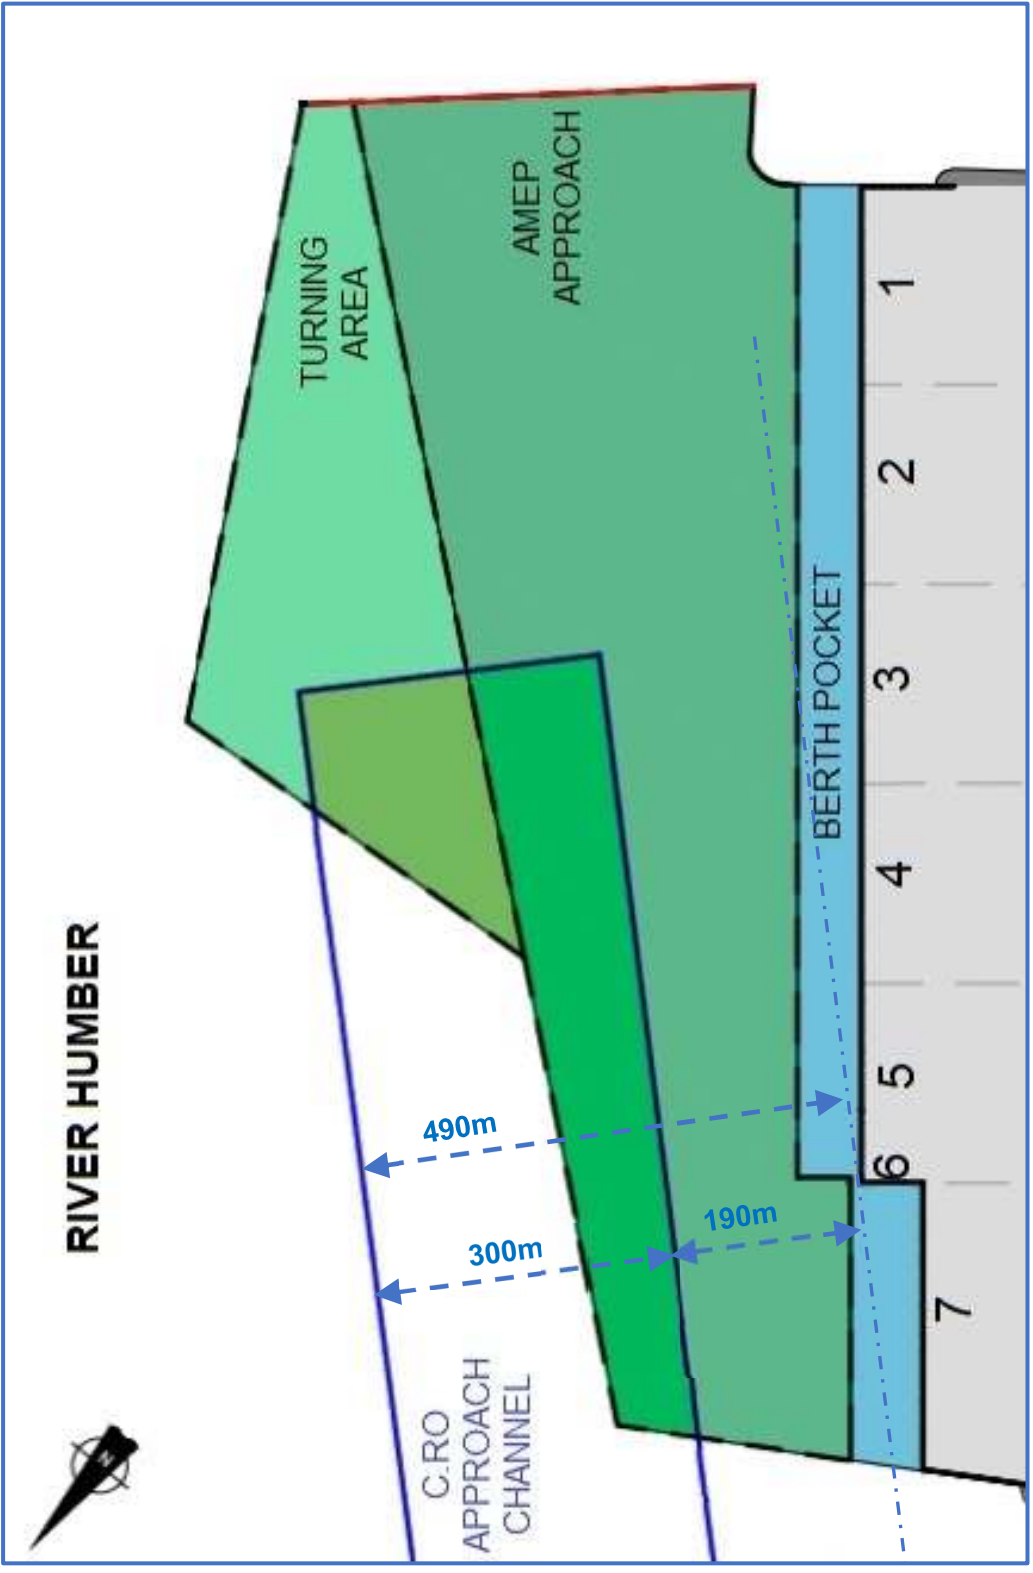 TURNING
AREA
AMEP
APPROACH
1
2
BERTH POCKET
3
4
RIVER HUMBER
5
490m
6
190m
300m
7
C.RO
APPROACH
CHANNEL
N